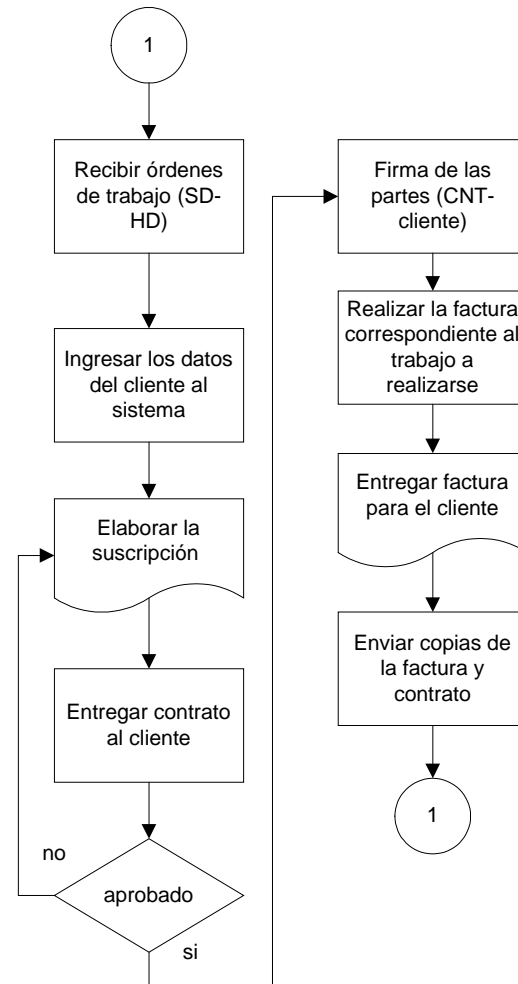 1
Recibir órdenes
de trabajo (SD-
HD)
Ingresar los datos
del cliente al
sistema
Elaborar la
suscripción
Entregar contrato
al cliente
no
aprobado
si
Firma de las
partes (CNT-
cliente)
Realizar la factura
correspondiente al
trabajo a
realizarse
Entregar factura
para el cliente
Enviar copias de
la factura y
contrato
1